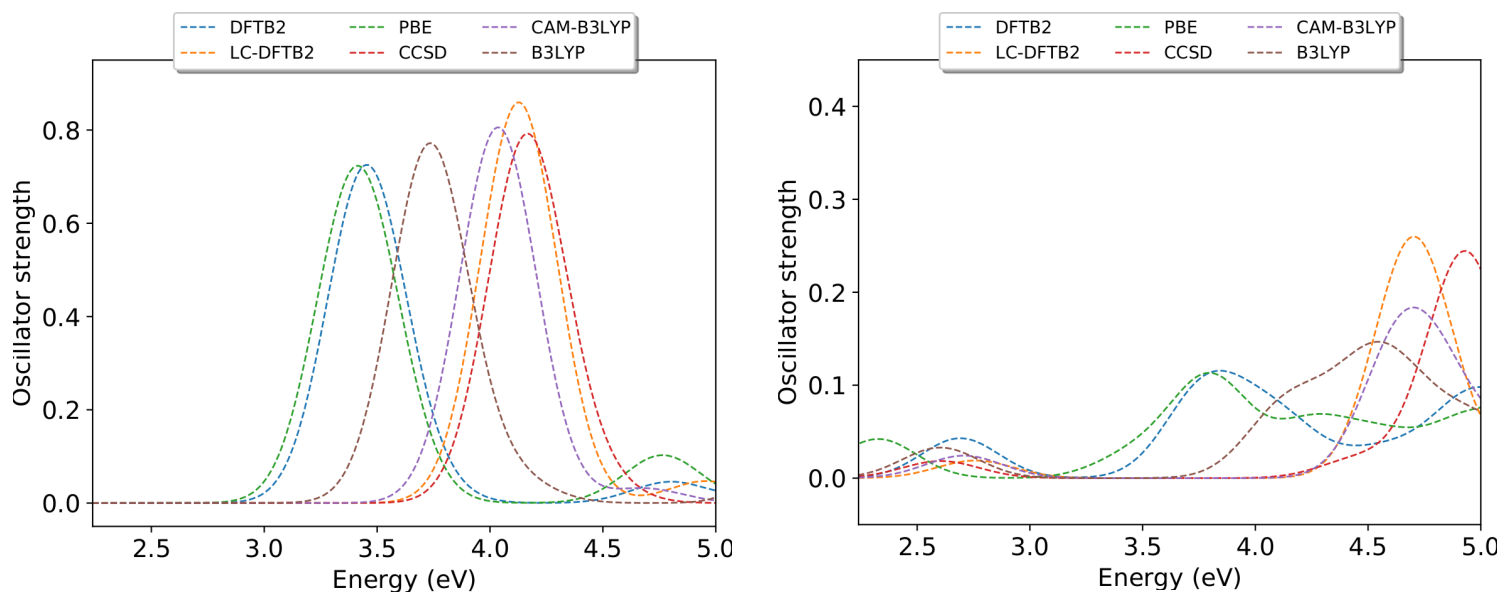 DFTB2 PBE CAM-B3LYP
LC-DFTB2 CCSD B3LYP
0.8
0.6
0.4
0.2
0.0
Oscillator strength
2.5 3.0 3.5 4.0 4.5 5.0
Energy (eV)
DFTB2 PBE CAM-B3LYP
LC-DFTB2 CCSD B3LYP
0.4
0.3
0.2
0.1
0.0
Oscillator strength
2.5 3.0 3.5 4.0 4.5 5.0
Energy (eV)